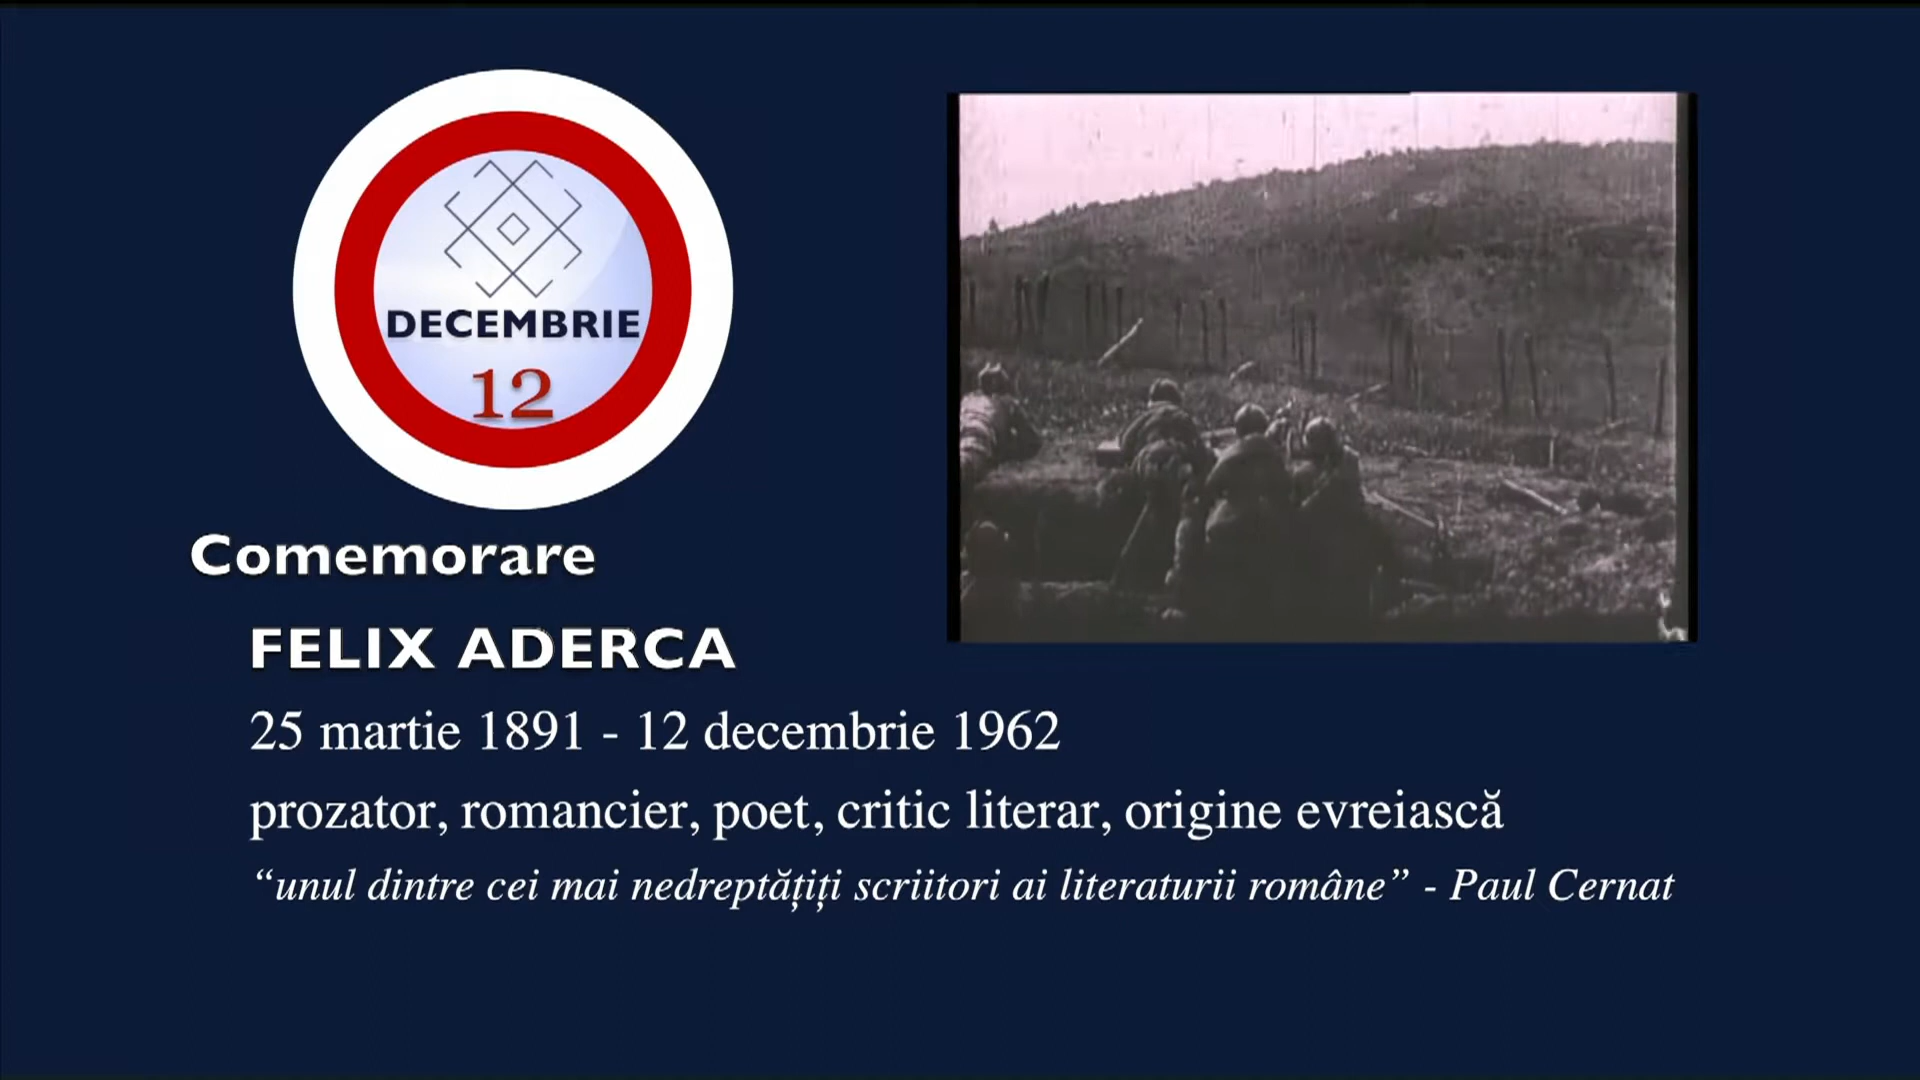 DECEMBRIE
12
Comemorare
FELIX ADERCA
25 martie 1891 - 12 decembrie 1962
prozator, romancier, poet, critic literar, origine evreiască
“unul dintre cei mai nedreptățiți scriitori ai literaturii române” - Paul Cernat